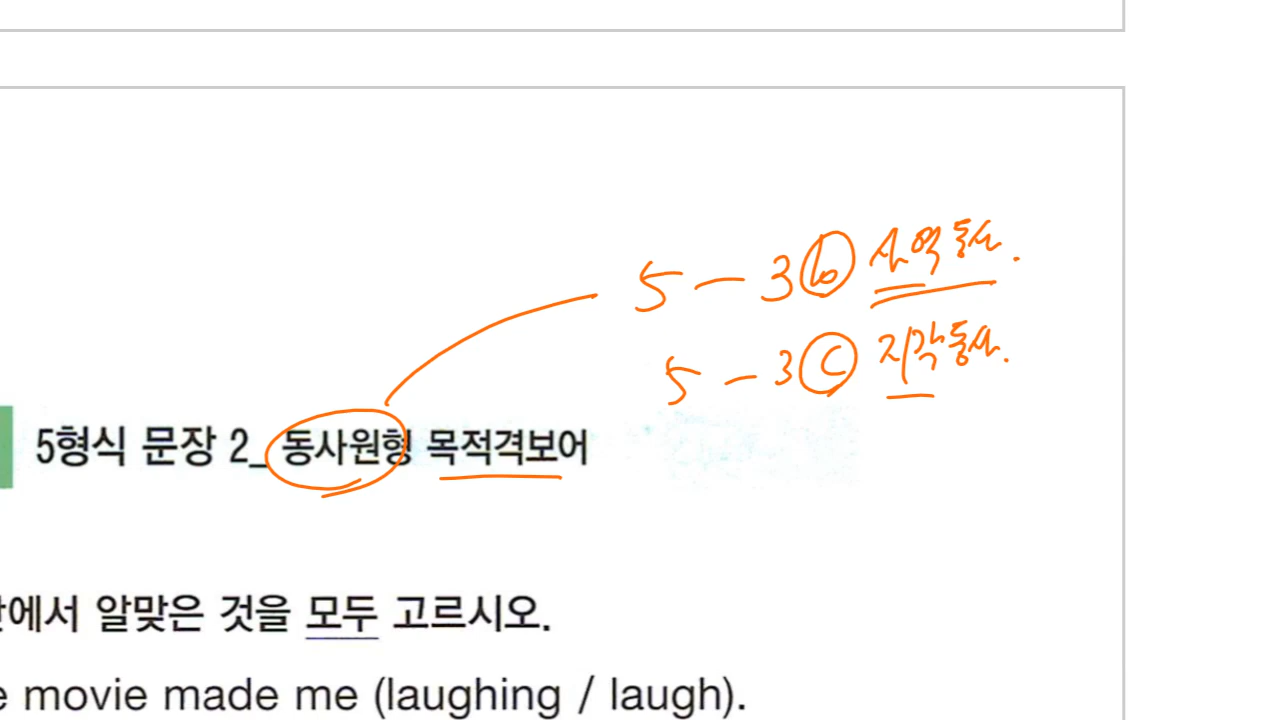 5 - 3 ⓑ 사역동사.
5 - 3 ⓒ 지각동사.
5형식 문장 2_ 동사원형 목적격보어
에서 알맞은 것을 모두 고르시오.
movie made me (laughing / laugh).